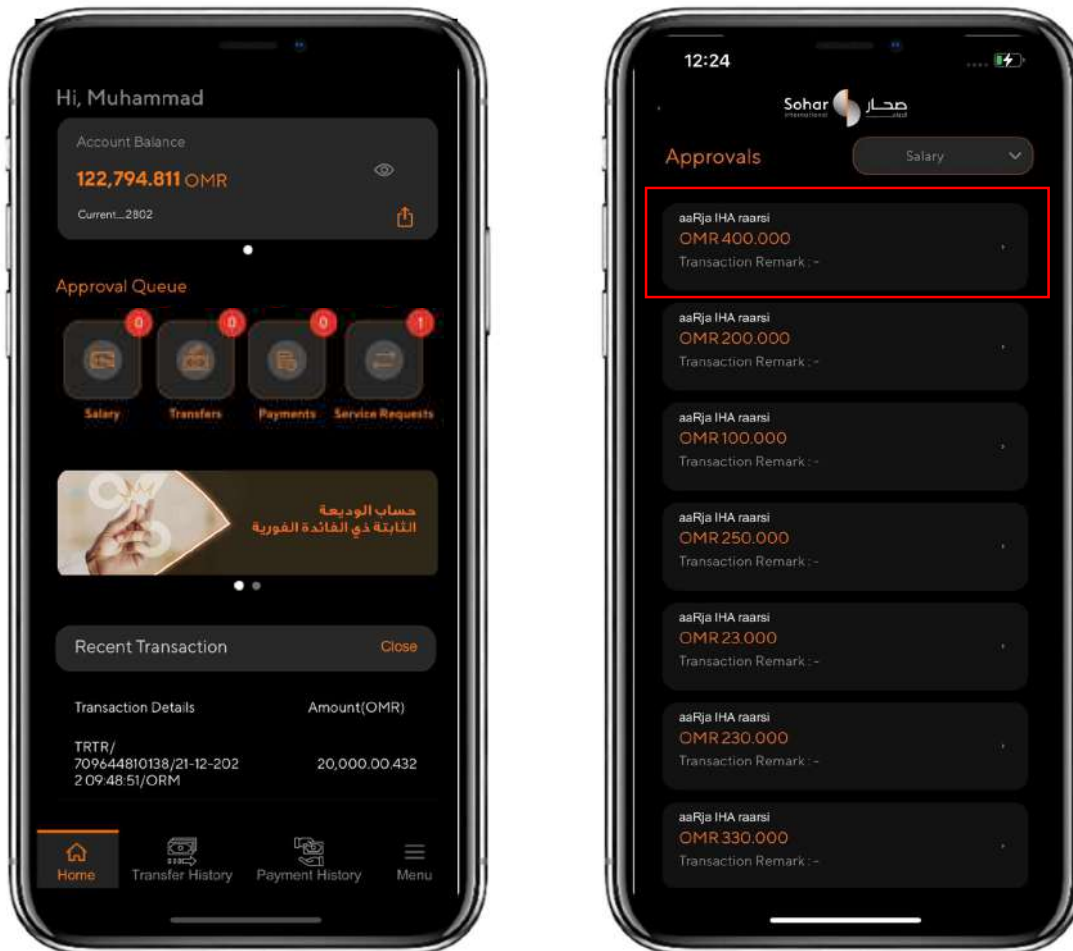 Hi, Muhammad
Account Balance
122,794.811 OMR
Current_2802
Approval Queue
0 0 0 1
Salary Transfers Payments Service Requests
حساب الوديعة
الثابتة ذي الفائدة الفورية
Recent Transaction Close
Transaction Details Amount(OMR)
TRTR/
709644810138/21-12-202 20,000.00.432
2 09:48:51/ORM
Home Transfer History Payment History Menu
12:24
Sohar صحار
International الدولي
Approvals Salary
aaRja IHA raarsi
OMR 400.000
Transaction Remark : -
aaRja IHA raarsi
OMR 200.000
Transaction Remark : -
aaRja IHA raarsi
OMR 100.000
Transaction Remark : -
aaRja IHA raarsi
OMR 250.000
Transaction Remark : -
aaRja IHA raarsi
OMR 23.000
Transaction Remark : -
aaRja IHA raarsi
OMR 230.000
Transaction Remark : -
aaRja IHA raarsi
OMR 330.000
Transaction Remark : -